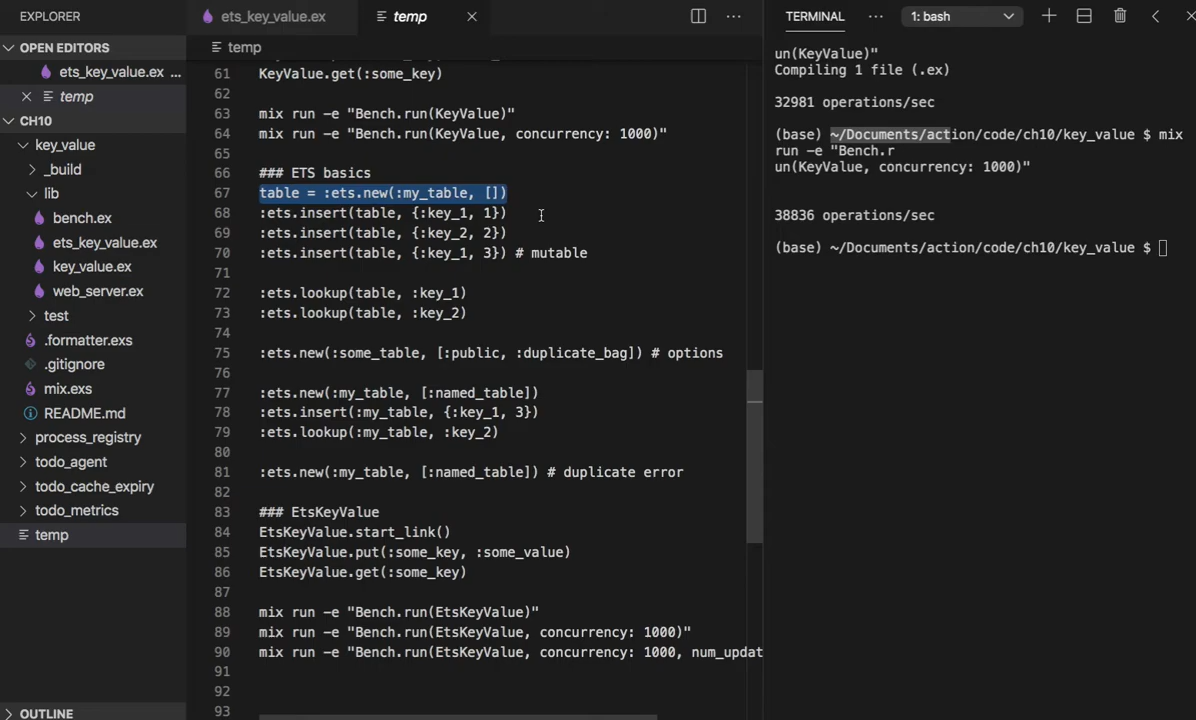 EXPLORER
OPEN EDITORS
ets_key_value.ex ...
temp
CH10
key_value
_build
lib
bench.ex
ets_key_value.ex
key_value.ex
web_server.ex
test
.formatter.exs
.gitignore
mix.exs
README.md
process_registry
todo_agent
todo_cache_expiry
todo_metrics
temp
OUTLINE
ets_key_value.ex
temp
temp
61 KeyValue.get(:some_key)
62
63 mix run -e "Bench.run(KeyValue)"
64 mix run -e "Bench.run(KeyValue, concurrency: 1000)"
65
66 ### ETS basics
67 table = :ets.new(:my_table, [])
68 :ets.insert(table, {:key_1, 1})
69 :ets.insert(table, {:key_2, 2})
70 :ets.insert(table, {:key_1, 3}) # mutable
71
72 :ets.lookup(table, :key_1)
73 :ets.lookup(table, :key_2)
74
75 :ets.new(:some_table, [:public, :duplicate_bag]) # options
76
77 :ets.new(:my_table, [:named_table])
78 :ets.insert(:my_table, {:key_1, 3})
79 :ets.lookup(:my_table, :key_2)
80
81 :ets.new(:my_table, [:named_table]) # duplicate error
82
83 ### EtsKeyValue
84 EtsKeyValue.start_link()
85 EtsKeyValue.put(:some_key, :some_value)
86 EtsKeyValue.get(:some_key)
87
88 mix run -e "Bench.run(EtsKeyValue)"
89 mix run -e "Bench.run(EtsKeyValue, concurrency: 1000)"
90 mix run -e "Bench.run(EtsKeyValue, concurrency: 1000, num_updat
91
92
93
TERMINAL ... 1: bash
un(KeyValue)"
Compiling 1 file (.ex)
32981 operations/sec
(base) ~/Documents/action/code/ch10/key_value $ mix
run -e "Bench.r
un(KeyValue, concurrency: 1000)"
38836 operations/sec
(base) ~/Documents/action/code/ch10/key_value $